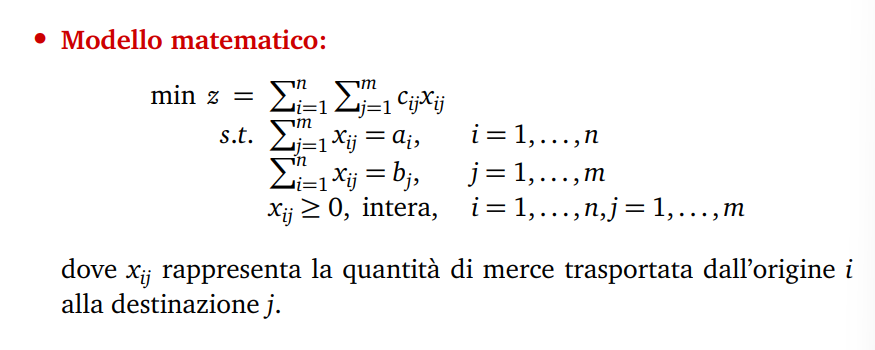 • Modello matematico:
min z = ∑ⁿᵢ₌₁ ∑ᵐⱼ₌₁ cᵢⱼxᵢⱼ
s.t. ∑ᵐⱼ₌₁ xᵢⱼ = aᵢ, i = 1,...,n
∑ⁿᵢ₌₁ xᵢⱼ = bⱼ, j = 1,...,m
xᵢⱼ ≥ 0, intera, i = 1,...,n, j = 1,...,m
dove xᵢⱼ rappresenta la quantità di merce trasportata dall’origine i
alla destinazione j.